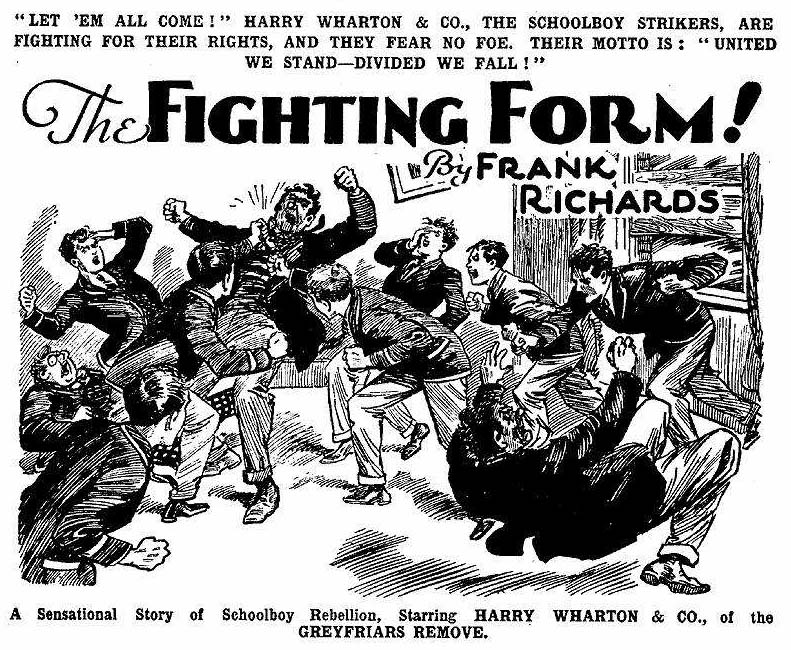 "LET 'EM ALL COME!" HARRY WHARTON & CO., THE SCHOOLBOY STRIKERS, ARE
FIGHTING FOR THEIR RIGHTS, AND THEY FEAR NO FOE. THEIR MOTTO IS: "UNITED
WE STAND—DIVIDED WE FALL!"
The FIGHTING FORM!
By FRANK
RICHARDS
A Sensational Story of Schoolboy Rebellion, Starring HARRY WHARTON & CO., of the
GREYFRIARS REMOVE.